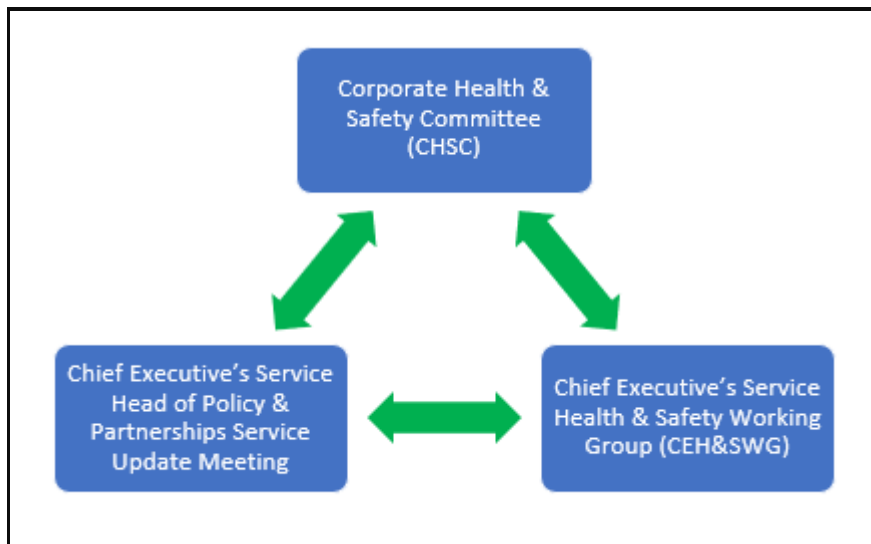 Corporate Health &
Safety Committee
(CHSC)
Chief Executive’s Service
Head of Policy &
Partnerships Service
Update Meeting
Chief Executive’s Service
Health & Safety Working
Group (CEH&SWG)